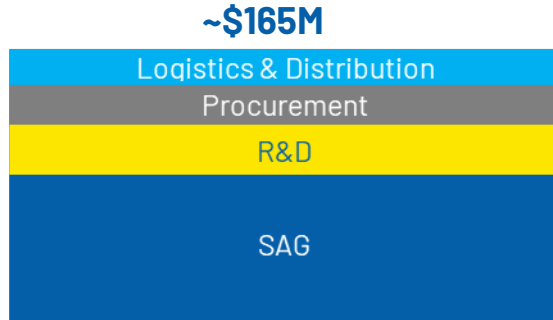 ~$165M
Logistics & Distribution
Procurement
R&D
SAG